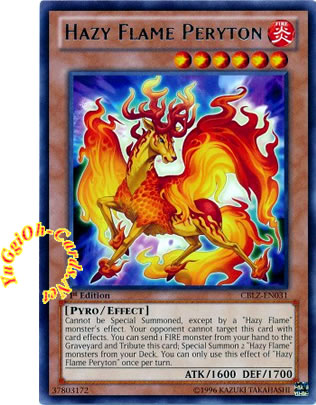 HAZY FLAME PERYTON
FIRE
炎
YuGgiOh-Cards.Net
1st Edition
CBLZ-EN031
[PYRO/EFFECT]
Cannot be Special Summoned, except by a "Hazy Flame"
monster's effect. Your opponent cannot target this card with
card effects. You can send 1 FIRE monster from your hand to the
Graveyard and Tribute this card; Special Summon 2 "Hazy Flame"
monsters from your Deck. You can only use this effect of "Hazy
Flame Peryton" once per turn.
ATK/1600 DEF/1700
37803172
©1996 KAZUKI TAKAHASHI